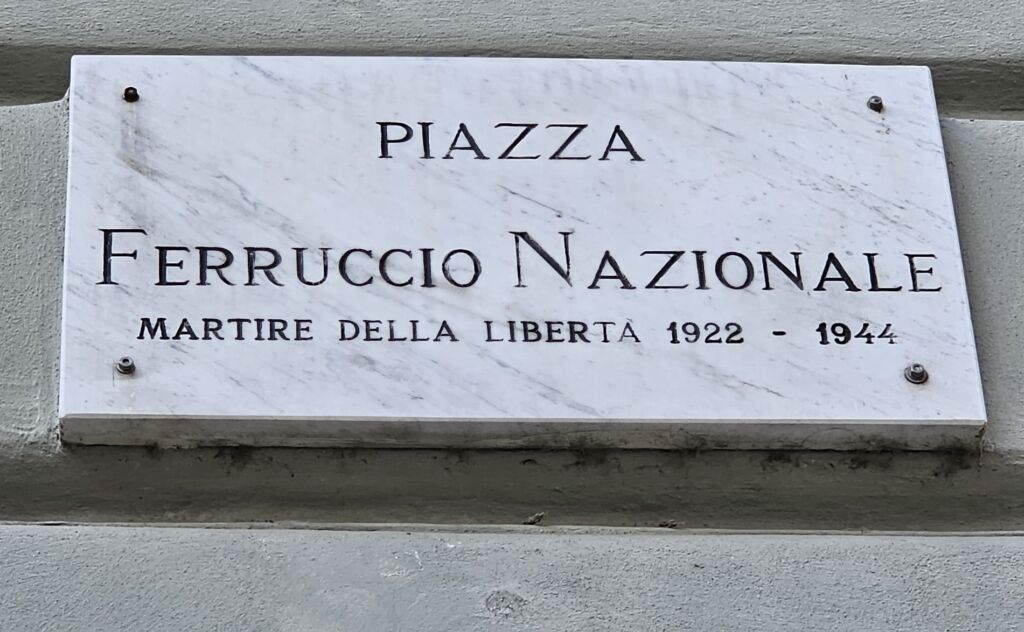 PIAZZA
FERRUCCIO NAZIONALE
MARTIRE DELLA LIBERTÀ 1922 - 1944